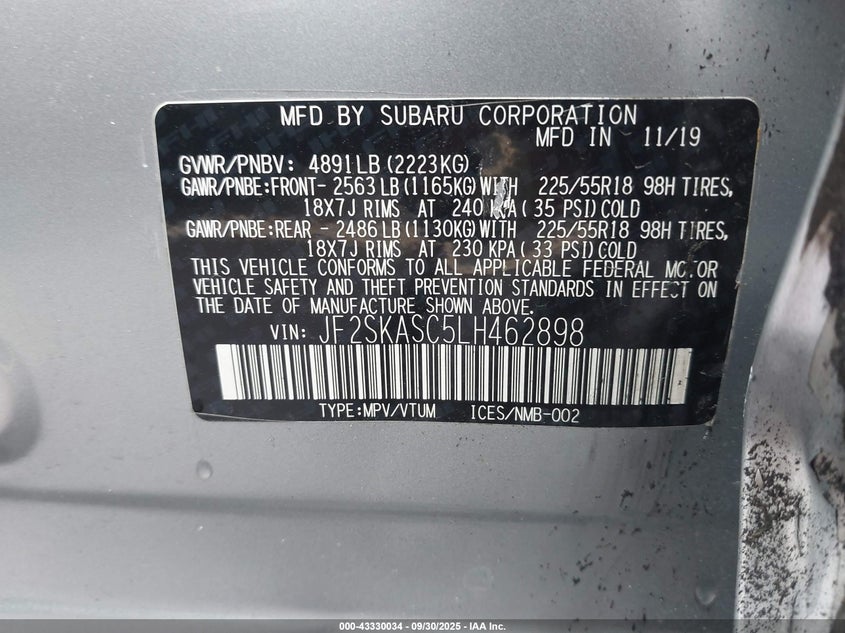 MFD BY SUBARU CORPORATION
MFD IN 11/19
GVWR/PNBV: 4891LB (2223KG)
GAWR/PNBE:FRONT- 2563 LB (1165KG) WITH 225/55R18 98H TIRES,
18X7J RIMS AT 240 KPA ( 35 PSI) COLD
GAWR/PNBE:REAR - 2486 LB (1130KG) WITH 225/55R18 98H TIRES,
18X7J RIMS AT 230 KPA ( 33 PSI) COLD
THIS VEHICLE CONFORMS TO ALL APPLICABLE FEDERAL MOTOR
VEHICLE SAFETY AND THEFT PREVENTION STANDARDS IN EFFECT ON
THE DATE OF MANUFACTURE SHOWN ABOVE.
VIN: JF2SKASC5LH462898
TYPE:MPV/VTUM ICES/NMB-002
000-43330034 - 09/30/2025 - IAA Inc.